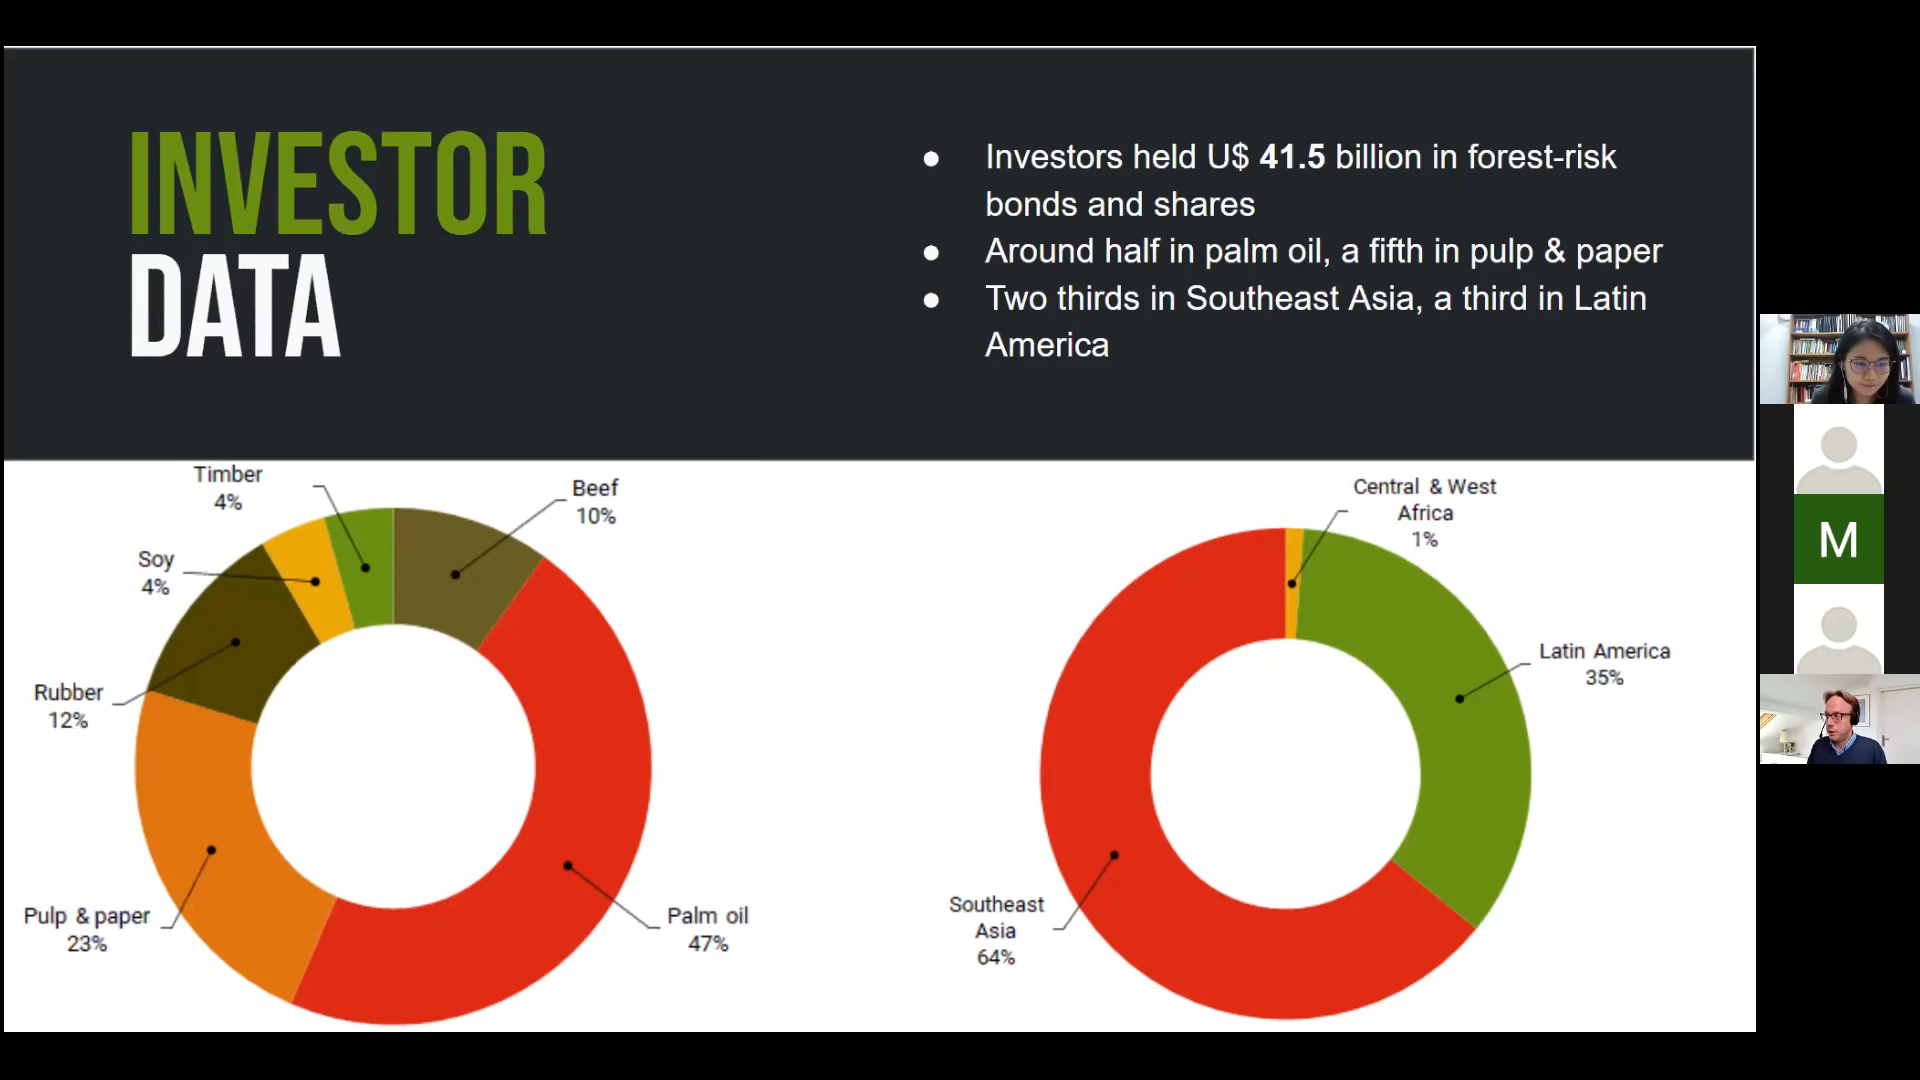 INVESTOR
DATA
● Investors held U$ 41.5 billion in forest-risk
bonds and shares
● Around half in palm oil, a fifth in pulp & paper
● Two thirds in Southeast Asia, a third in Latin
America
Timber
4%
Beef
10%
Soy
4%
Rubber
12%
Pulp & paper
23%
Palm oil
47%
Central & West
Africa
1%
Latin America
35%
Southeast
Asia
64%
M